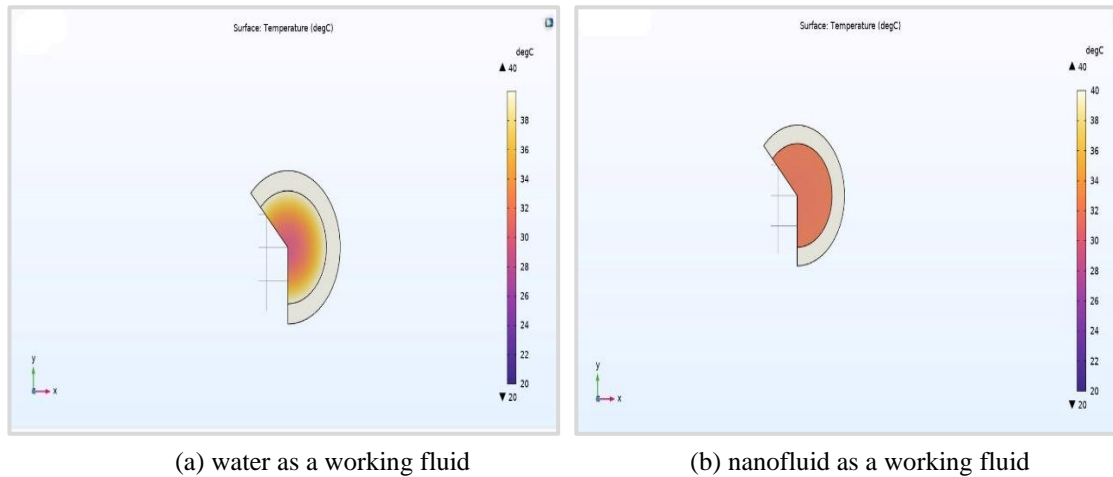 Surface: Temperature (degC)
degC
▲ 40
38
36
34
32
30
28
26
24
22
20
▼ 20
y
x
Surface: Temperature (degC)
degC
▲ 40
40
38
36
34
32
30
28
26
24
22
20
▼ 20
y
x
(a) water as a working fluid
(b) nanofluid as a working fluid